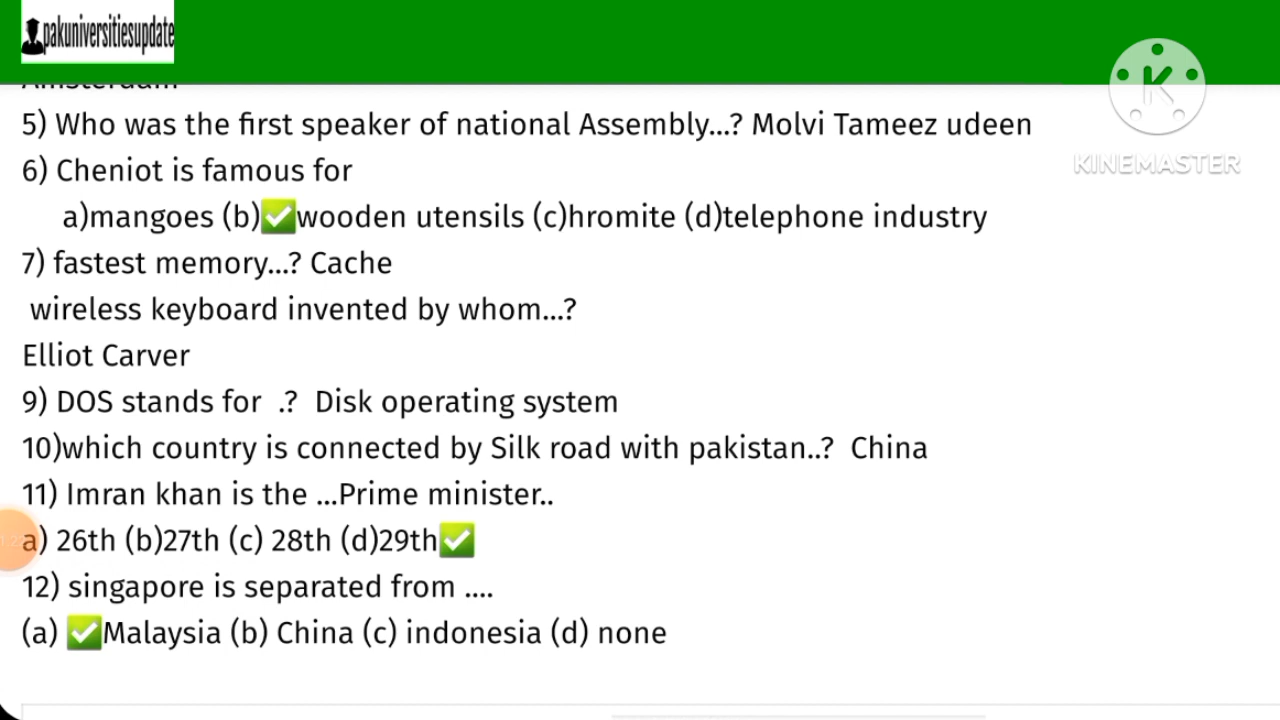 pakuniversitiesupdate
Amsterdam
5) Who was the first speaker of national Assembly...? Molvi Tameez udeen
KINEMASTER
6) Cheniot is famous for
a)mangoes (b)✅wooden utensils (c)hromite (d)telephone industry
7) fastest memory...? Cache
wireless keyboard invented by whom...?
Elliot Carver
9) DOS stands for .? Disk operating system
10)which country is connected by Silk road with pakistan..? China
11) Imran khan is the ...Prime minister..
a) 26th (b)27th (c) 28th (d)29th✅
12) singapore is separated from ....
(a) ✅Malaysia (b) China (c) indonesia (d) none